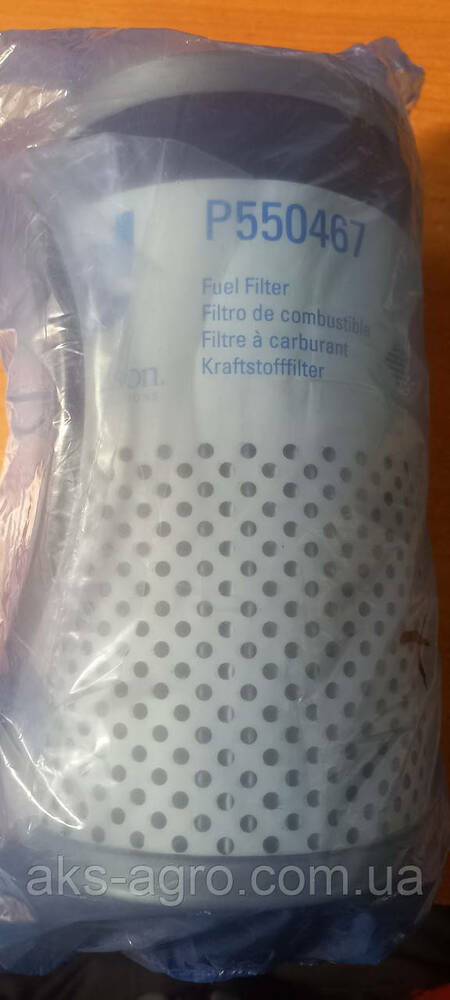 P550467
Fuel Filter
Filtro de combustible
Filtre à carburant
Kraftstofffilter
aks-agro.com.ua